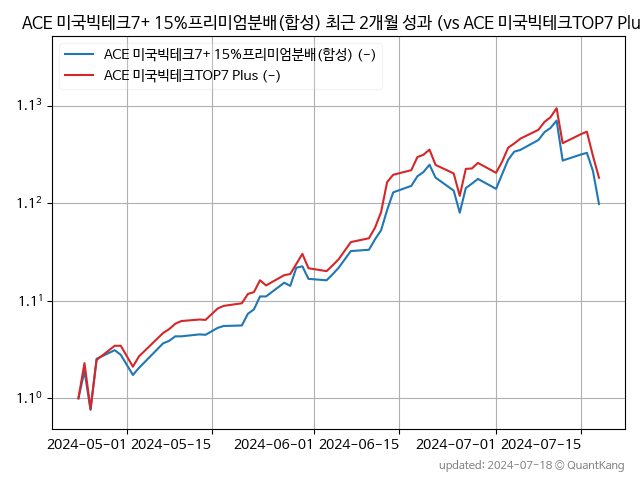 ACE 미국빅테크7+ 15%프리미엄분배(합성) 최근 2개월 성과 (vs ACE 미국빅테크TOP7 Plu
ACE 미국빅테크7+ 15%프리미엄분배(합성) (-)
ACE 미국빅테크TOP7 Plus (-)
1.1³
1.1²
1.1¹
1.1⁰
2024-05-01 2024-05-15 2024-06-01 2024-06-15 2024-07-01 2024-07-15
updated: 2024-07-18 © QuantKang